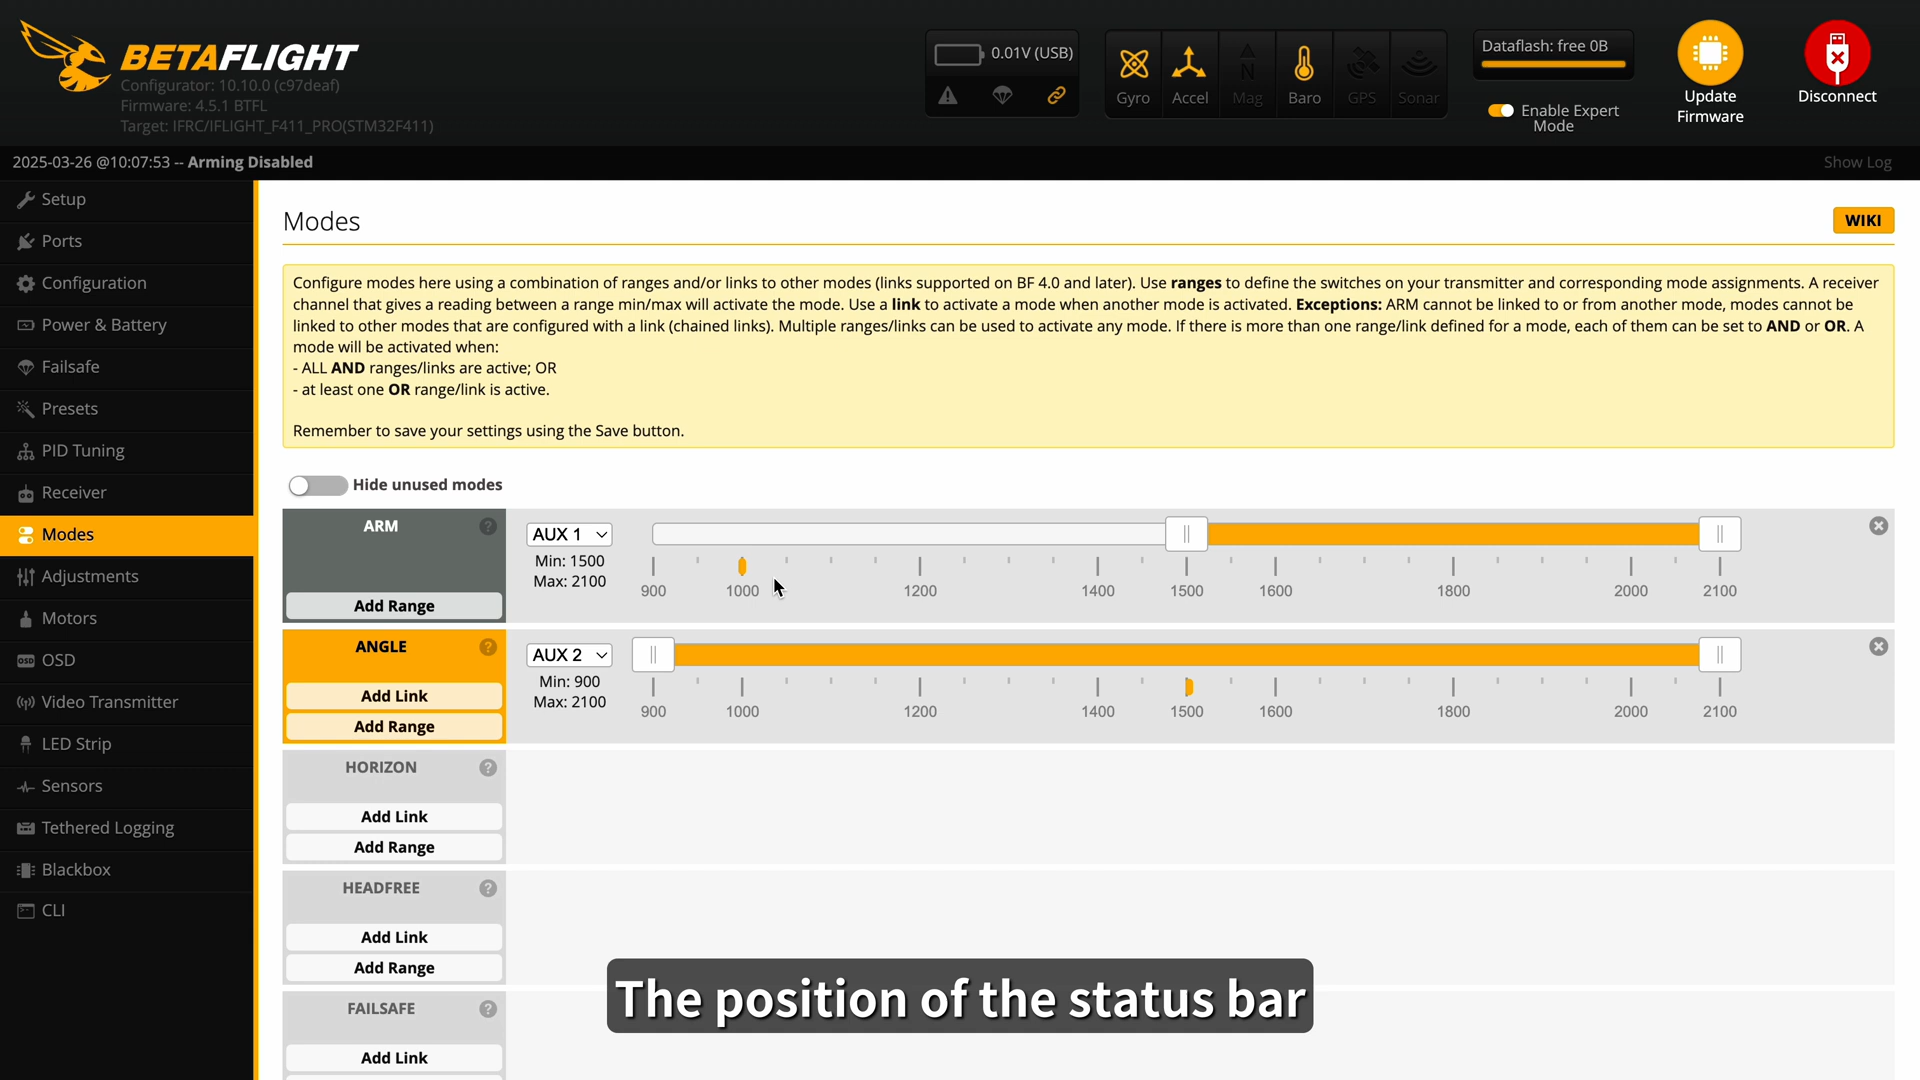 BETAFLIGHT
Configurator: 10.10.0 (c97deaf)
Firmware: 4.5.1 BTFL
Target: IFRC/IFLIGHT_F411_PRO(STM32F411)
0.01V (USB)
Gyro
Accel
Mag
Baro
GPS
Sonar
Dataflash: free 0B
Enable Expert
Mode
Update
Firmware
Disconnect
2025-03-26 @10:07:53 -- Arming Disabled
Show Log
Setup
Ports
Configuration
Power & Battery
Failsafe
Presets
PID Tuning
Receiver
Modes
Adjustments
Motors
OSD
Video Transmitter
LED Strip
Sensors
Tethered Logging
Blackbox
CLI
Modes
WIKI
Configure modes here using a combination of ranges and/or links to other modes (links supported on BF 4.0 and later). Use ranges to define the switches on your transmitter and corresponding mode assignments. A receiver
channel that gives a reading between a range min/max will activate the mode. Use a link to activate a mode when another mode is activated. Exceptions: ARM cannot be linked to or from another mode, modes cannot be
linked to other modes that are configured with a link (chained links). Multiple ranges/links can be used to activate any mode. If there is more than one range/link defined for a mode, each of them can be set to AND or OR. A
mode will be activated when:
- ALL AND ranges/links are active; OR
- at least one OR range/link is active.
Remember to save your settings using the Save button.
Hide unused modes
ARM
Add Range
AUX 1
Min: 1500
Max: 2100
900 1000 1200 1400 1500 1600 1800 2000 2100
ANGLE
Add Link
Add Range
AUX 2
Min: 900
Max: 2100
900 1000 1200 1400 1500 1600 1800 2000 2100
HORIZON
Add Link
Add Range
HEADFREE
Add Link
Add Range
FAILSAFE
Add Link
The position of the status bar